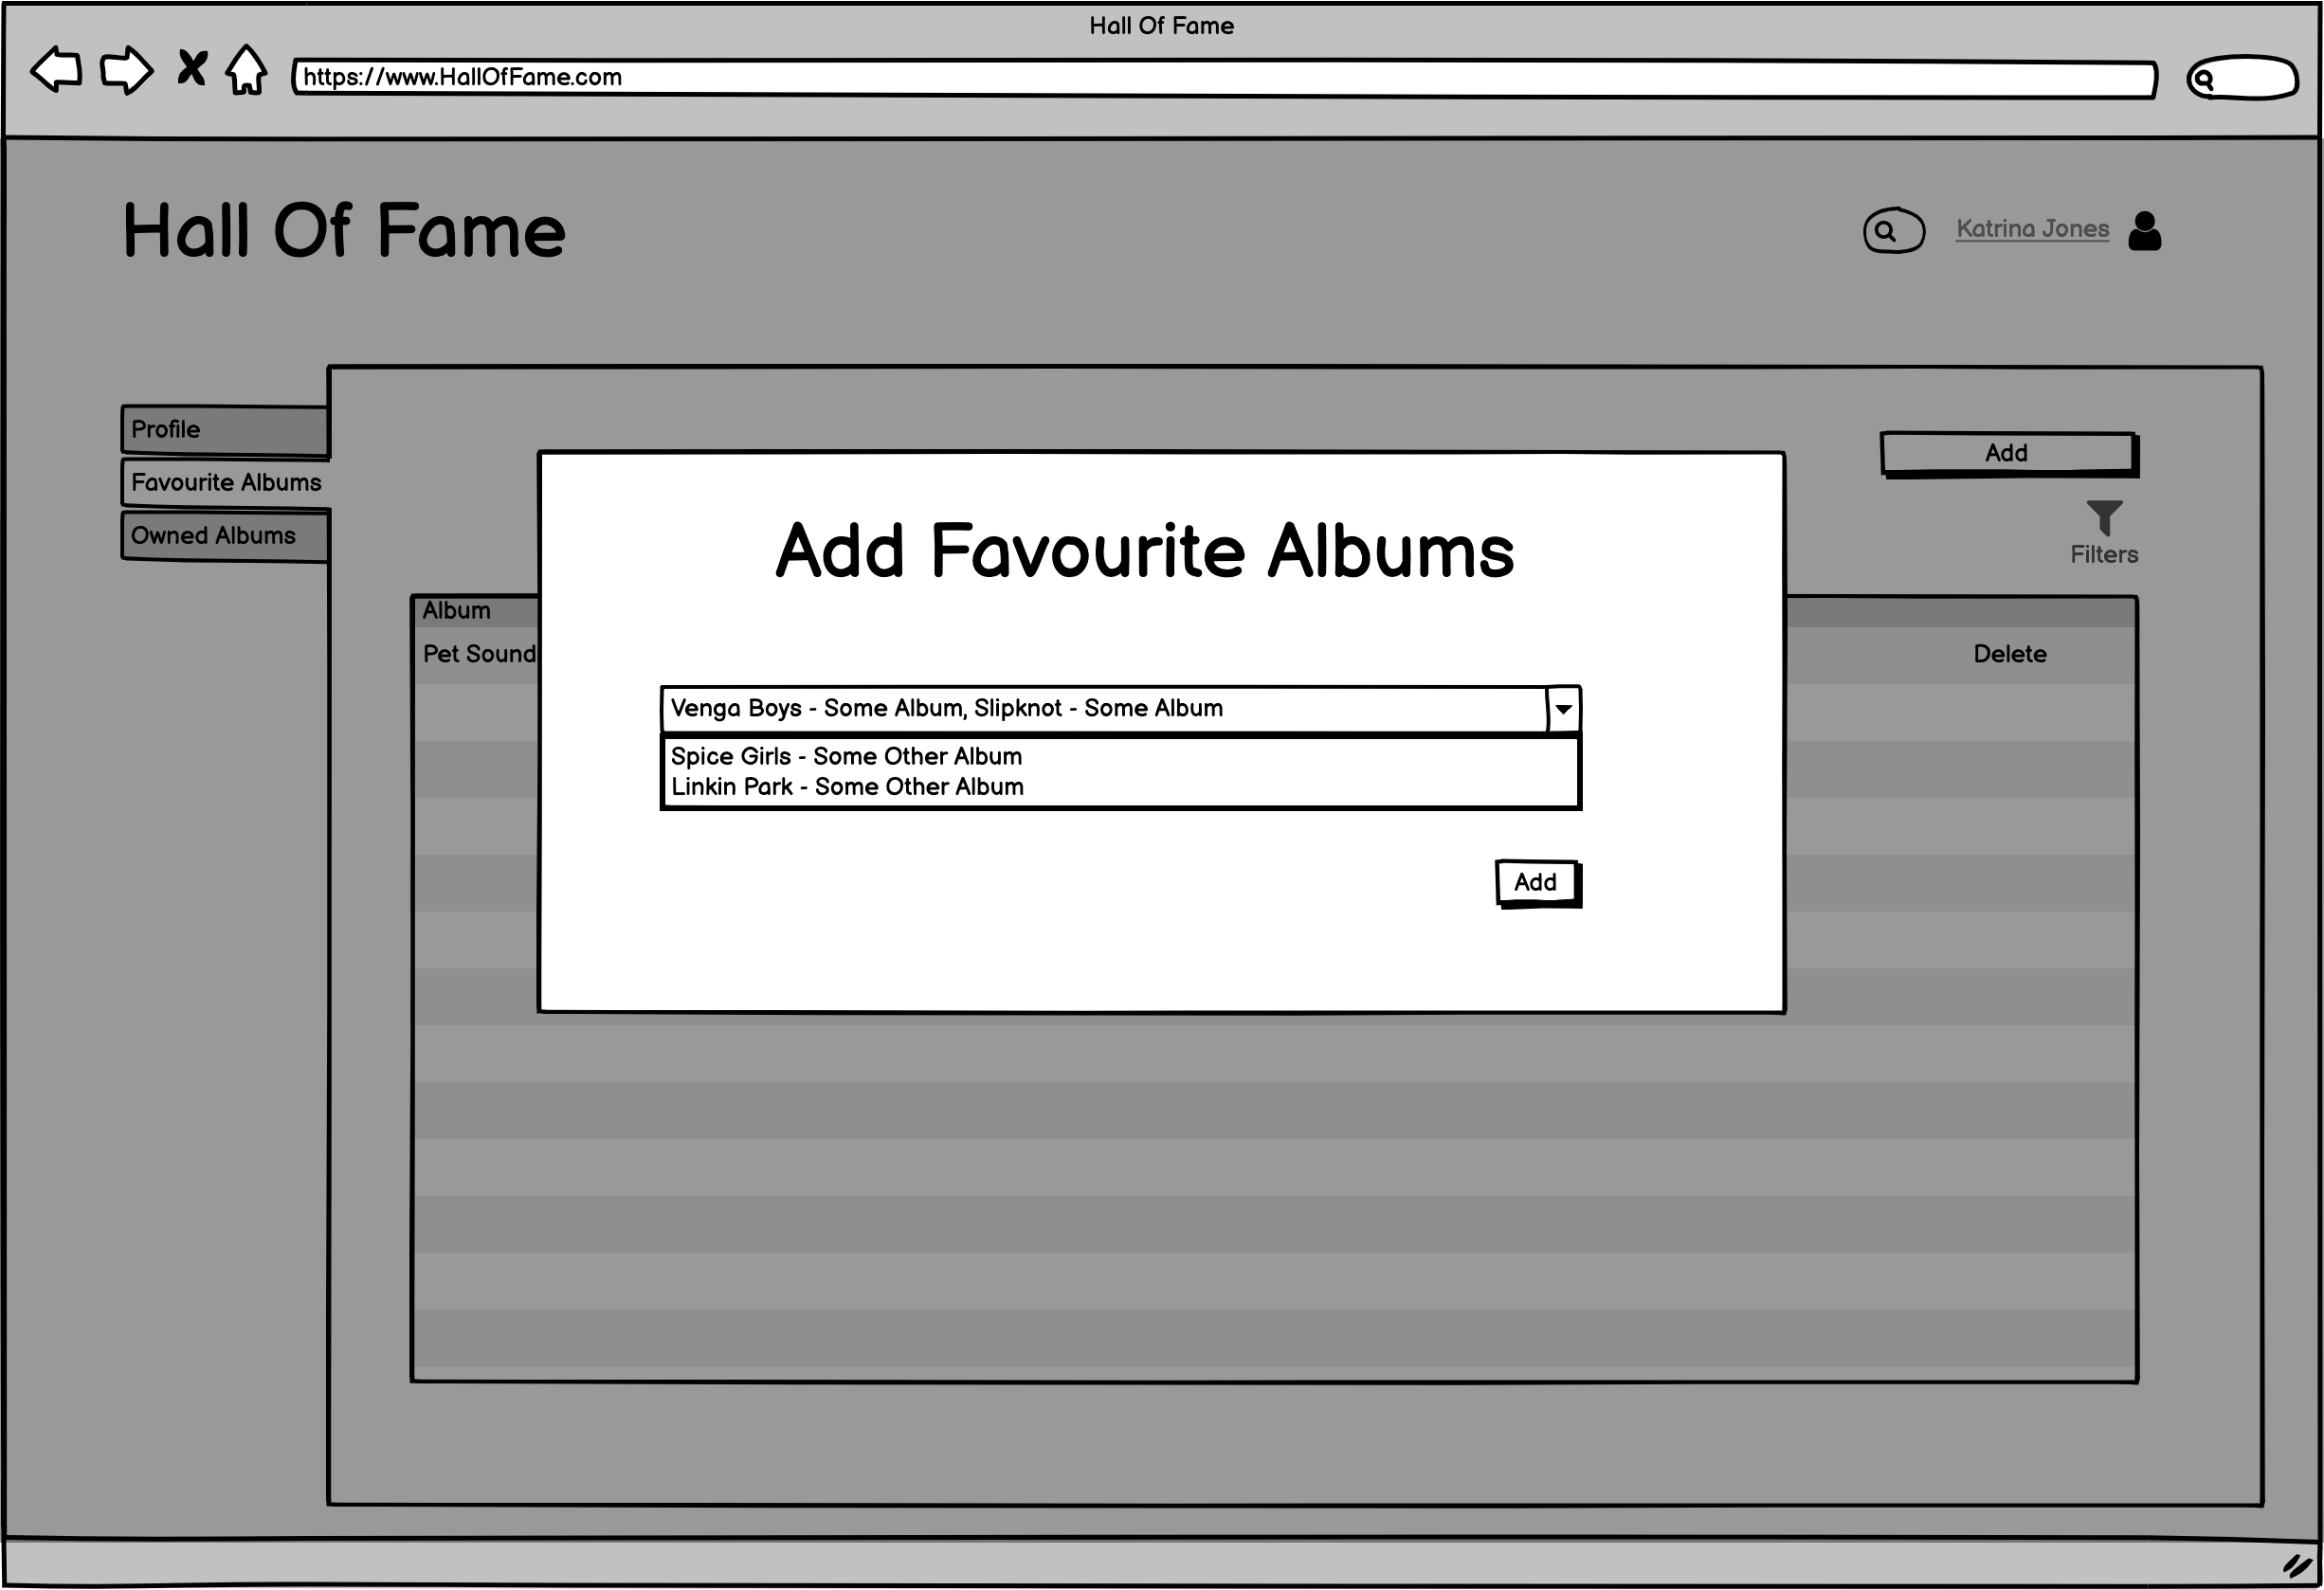 Hall Of Fame
https://www.HallOfFame.com
Hall Of Fame
Katrina Jones
Profile
Favourite Albums
Owned Albums
Add
Filters
Add Favourite Albums
Album
Pet Sound
Delete
Venga Boys - Some Album, Slipknot - Some Album
Spice Girls - Some Other Album
Linkin Park - Some Other Album
Add